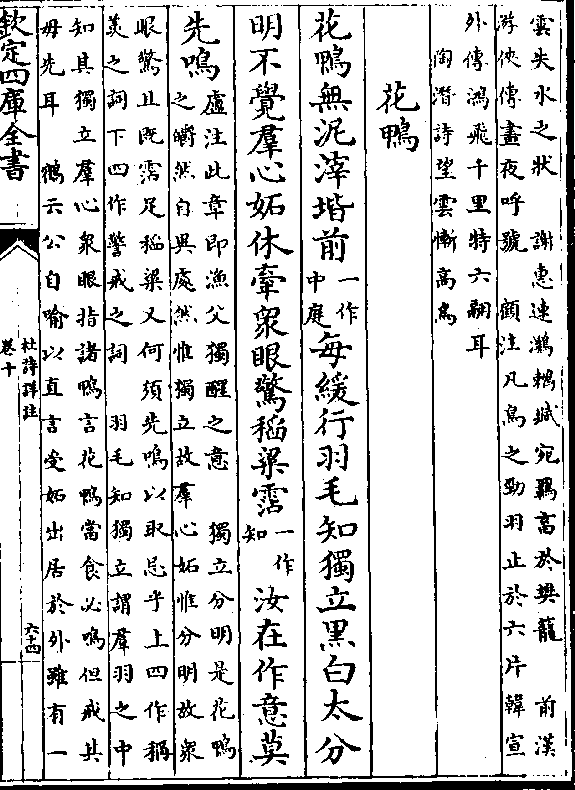 雲失水之狀　謝惠連鸂鶒賦宛羈畜於樊籠　前漢
游俠傳晝夜呼號　顧注凡鳥之勁羽止於六片韓宣
外傳鴻飛千里特六翮耳
陶潛詩望雲慚高鳥
花鴨
花鴨無泥滓堦前一作中庭每緩行羽毛知獨立黑白太分
明不覺羣心妬休牽衆眼驚稻粱霑一作知汝在作意莫
先鳴盧注此章即漁父獨醒之意　獨立分明是花鴨
之皭然自異處然惟獨立故羣心妬惟分明故衆
眼驚且既霑足稻粱又何須先鳴以取忌乎上四作稱
美之詞下四作警戒之詞　羽毛知獨立謂羣羽之中
知其獨立羣心衆眼指諸鴨言花鴨當食必鳴但戒其
毋先耳　鶴云公自喻以直言受妬出居於外雖有一
欽定四庫全書
杜詩詳註
卷十
六十四